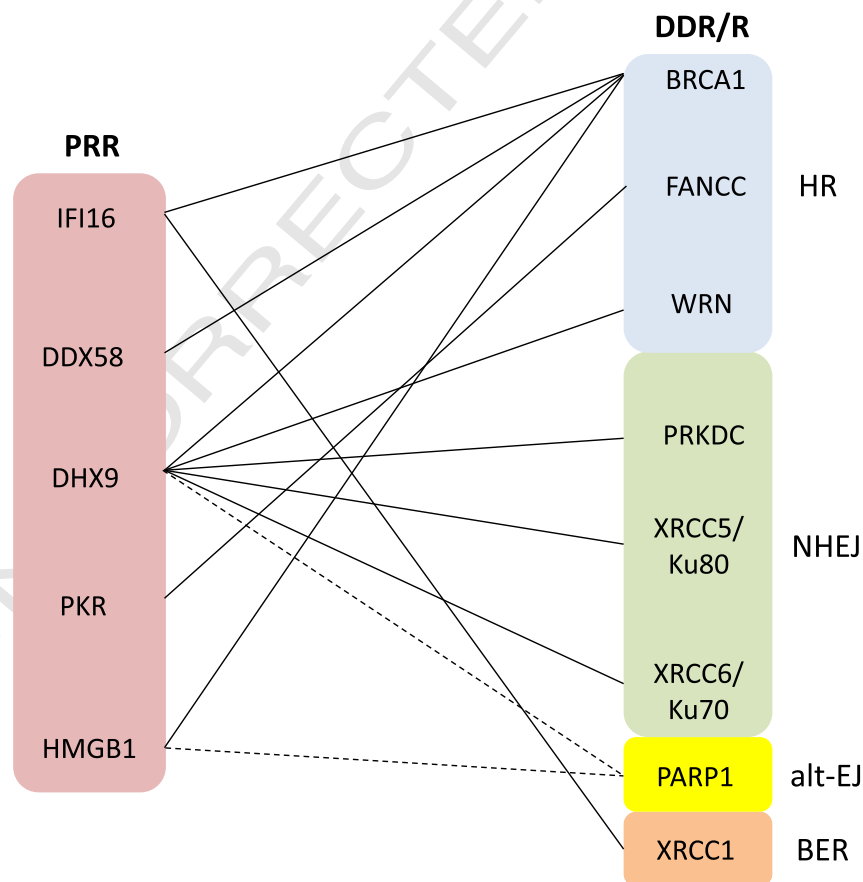 DDR/R
BRCA1
PRR
FANCC
HR
IFI16
WRN
DDX58
PRKDC
DHX9
XRCC5/
Ku80
NHEJ
PKR
XRCC6/
Ku70
HMGB1
PARP1
alt-EJ
XRCC1
BER